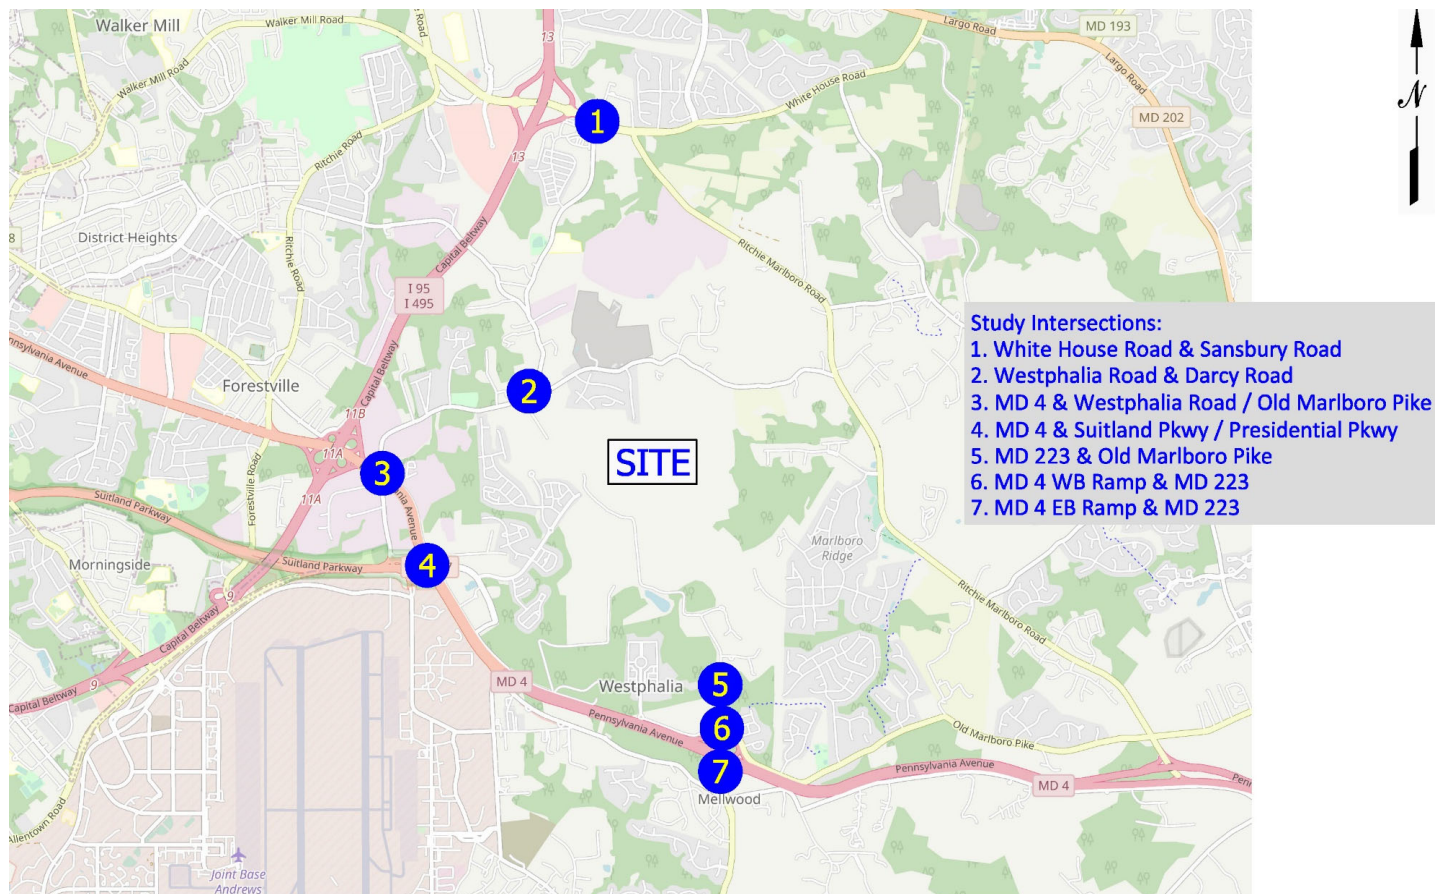 Walker Mill
Walker Mill Road
Road
Largo Road
MD 193
Walker Mill Road
13
White House Road
Largo Road
MD 202
1
N
Ritchie Road
13
District Heights
8
Ritchie Road
Capital Beltway
Ritchie Marlboro Road
I 95
I 495
Study Intersections:
1. White House Road & Sansbury Road
2. Westphalia Road & Darcy Road
3. MD 4 & Westphalia Road / Old Marlboro Pike
4. MD 4 & Suitland Pkwy / Presidential Pkwy
5. MD 223 & Old Marlboro Pike
6. MD 4 WB Ramp & MD 223
7. MD 4 EB Ramp & MD 223
nnsylvania Avenue
Capital Beltway
Forestville
2
11B
11A
SITE
3
11A
Forestville Road
Suitland Parkway
ania Avenue
Marlboro
Ridge
Morningside
Suitland Parkway
4
9
Ritchie Marlboro Road
Capital Beltway
9
Capital Beltway
MD 4
Westphalia
5
Pennsylvania Avenue
6
Old Marlboro Pike
7
Pennsylvania Avenue
MD 4
Penn
Mellwood
Allentown Road
Joint Base
Andrews